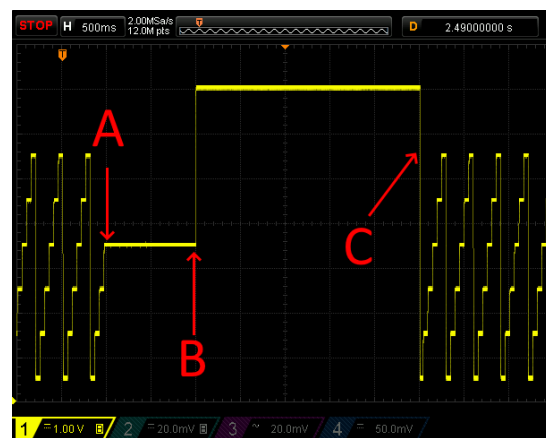 STOP H 500ms 2.00MSa/s 12.0M pts T D 2.49000000 s
T
A
C
B
1 1.00 V B 2 20.0mV B 3 ~ 20.0mV 4 50.0mV